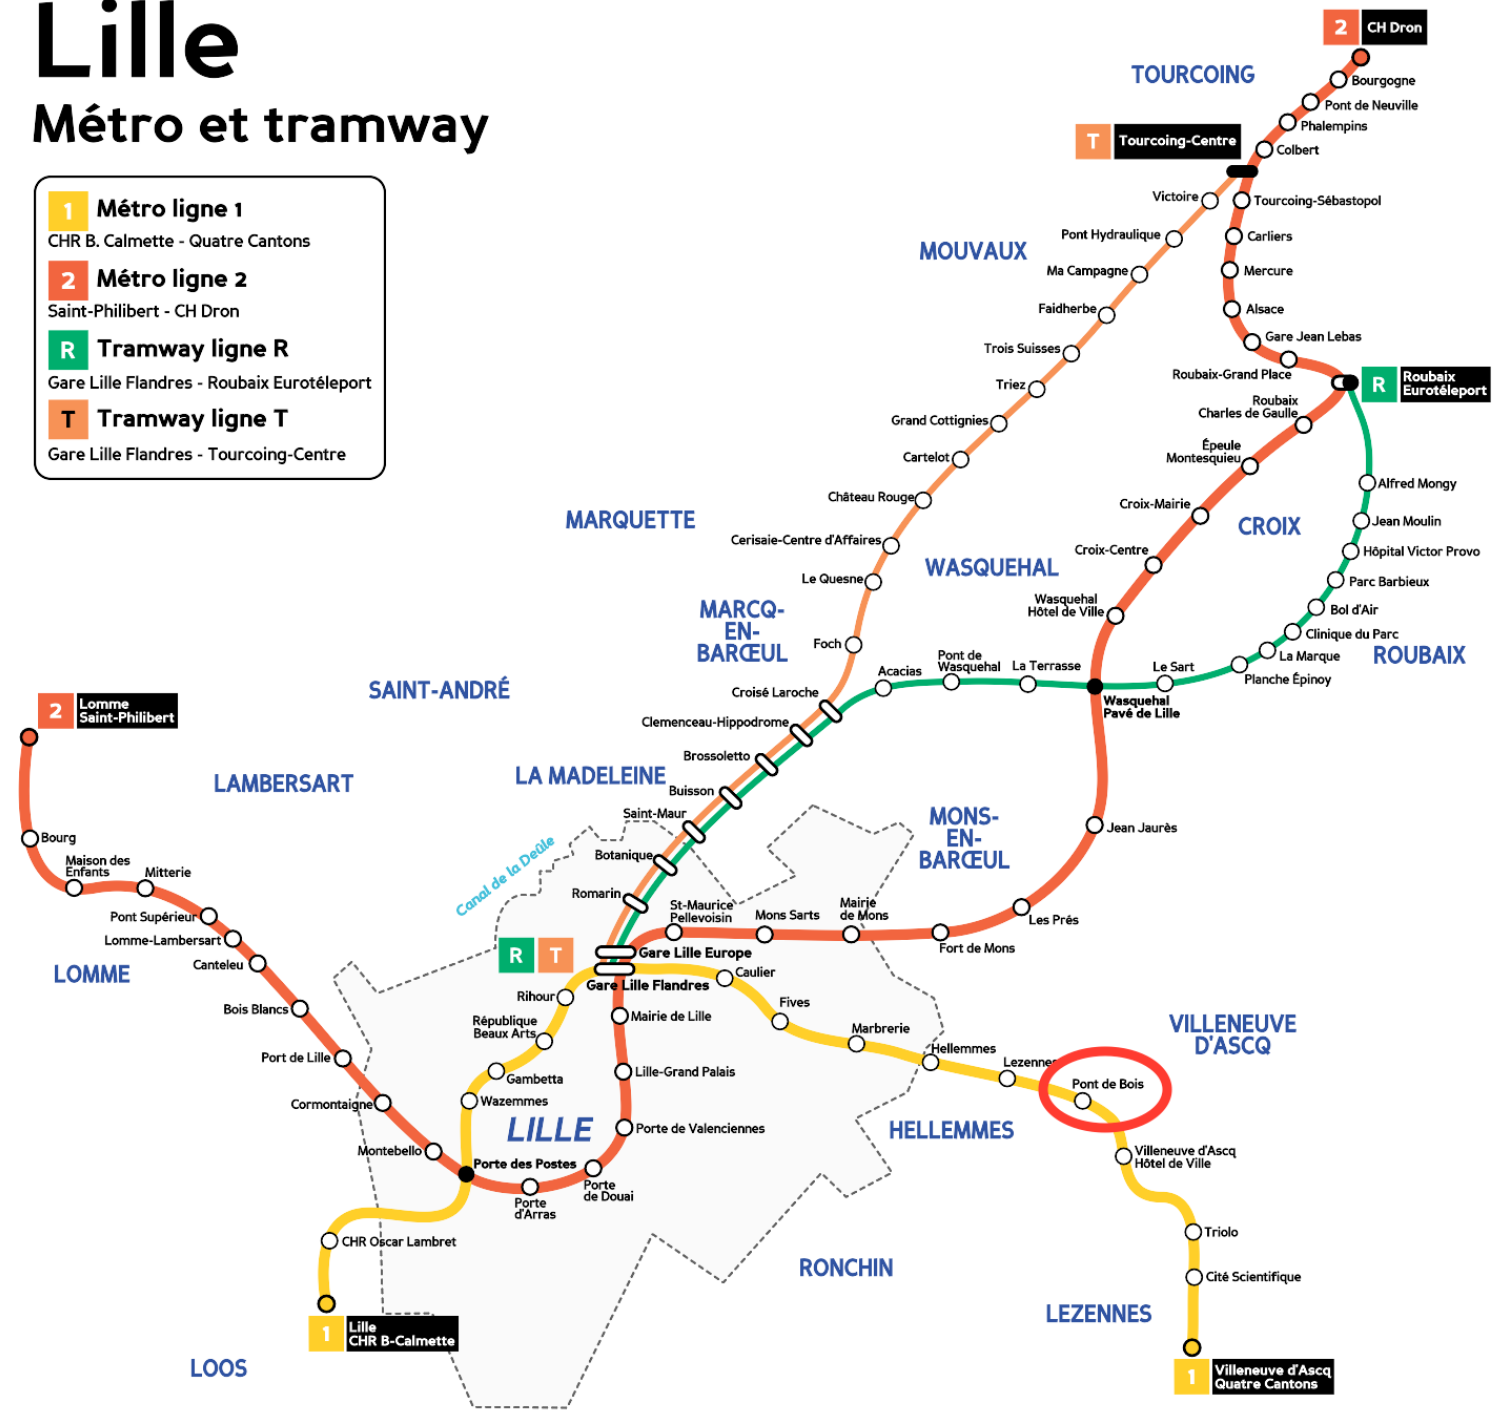 Lille
Métro et tramway
1 Métro ligne 1
CHR B. Calmette - Quatre Cantons
2 Métro ligne 2
Saint-Philibert - CH Dron
R Tramway ligne R
Gare Lille Flandres - Roubaix Eurotéleport
T Tramway ligne T
Gare Lille Flandres - Tourcoing-Centre
2 CH Dron
TOURCOING
Bourgogne
Pont de Neuville
Phalempins
T Tourcoing-Centre
Colbert
Victoire
Tourcoing-Sébastopol
Pont Hydraulique
Carliers
MOUVAUX
Ma Campagne
Mercure
Faidherbe
Alsace
Trois Suisses
Gare Jean Lebas
Triez
Roubaix-Grand Place
R Roubaix
Eurotéleport
Grand Cottignies
Roubaix
Charles de Gaulle
Cartelot
Épeule
Montesquieu
Château Rouge
Alfred Mongy
Croix-Mairie
MARQUETTE
CROIX
Jean Moulin
Cerisaie-Centre d'Affaires
Croix-Centre
Hôpital Victor Provo
WASQUEHAL
Le Quesne
Parc Barbieux
Wasquehal
Hôtel de Ville
MARCQ-
EN-
BARŒUL
Bol d'Air
Foch
Clinique du Parc
La Marque
ROUBAIX
Acacias
Pont de
Wasquehal
La Terrasse
Le Sart
Planche Épinoy
SAINT-ANDRÉ
Croisé Laroche
Wasquehal
Pavé de Lille
2 Lomme
Saint-Philibert
Clemenceau-Hippodrome
Brossoletto
LAMBERSART
LA MADELEINE
Buisson
Saint-Maur
MONS-
EN-
BARŒUL
Jean Jaurès
Bourg
Canal de la Deûle
Botanique
Maison des
Enfants
Mitterie
Romarin
Pont Supérieur
St-Maurice
Pellevoisin
Mons Sarts
Mairie
de Mons
Les Prés
Lomme-Lambersart
Fort de Mons
R T
Gare Lille Europe
Canteleu
LOMME
Gare Lille Flandres
Caulier
Rihour
Fives
Bois Blancs
République
Beaux Arts
Mairie de Lille
Marbrerie
VILLENEUVE
D'ASCQ
Port de Lille
Hellemmes
Lezennes
Gambetta
Lille-Grand Palais
Pont de Bois
Cormontaigne
Wazemmes
LILLE
Porte de Valenciennes
HELLEMMES
Montebello
Porte des Postes
Villeneuve d'Ascq
Hôtel de Ville
Porte
d'Arras
Porte
de Douai
CHR Oscar Lambret
Triolo
RONCHIN
Cité Scientifique
LEZENNES
1 Lille
CHR B-Calmette
LOOS
1 Villeneuve d'Ascq
Quatre Cantons